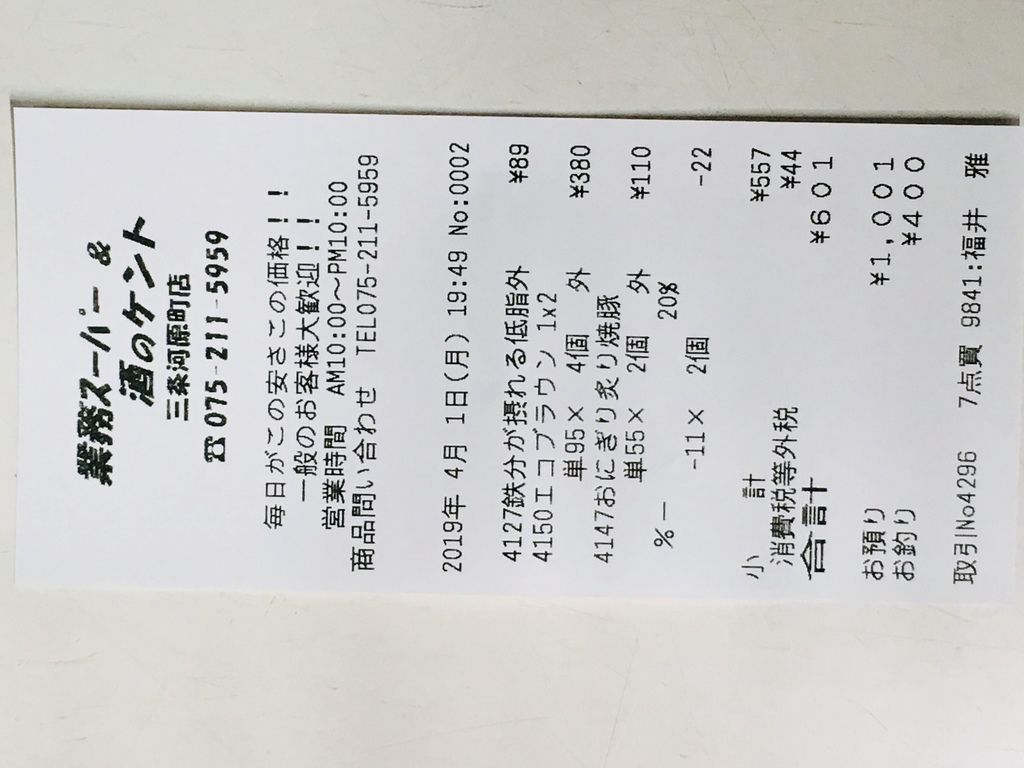 業務スーパー &
酒のケント
三条河原町店
☎075-211-5959
毎日がこの安さこの価格!!
一般のお客様大歓迎!!
営業時間 AM10:00~PM10:00
商品問い合わせ TEL075-211-5959
2019年 4月 1日(月) 19:49 No:0002
4127鉄分が摂れる低脂外 ¥89
4150エコブラウン 1x2
単95× 4個 外 ¥380
4147おにぎり炙り焼豚
単55× 2個 外 ¥110
%- 20%
-11× 2個 -22
小 計 ¥557
消費税等外税 ¥44
合計 ¥601
お預り ¥1,001
お釣り ¥400
取引No4296 7点買 9841:福井 雅